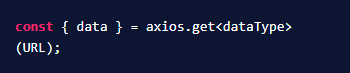 const { data } = axios.get<dataType>
(URL);